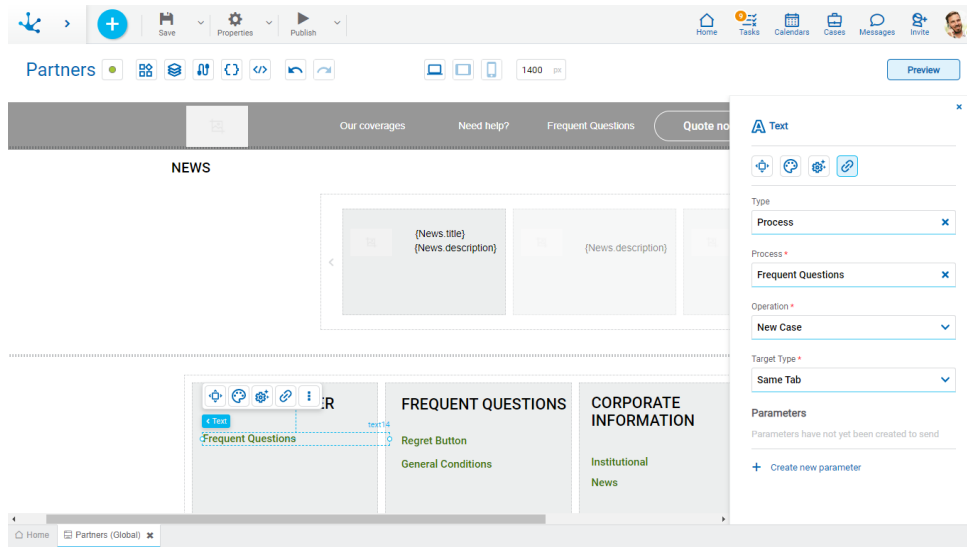 Save
Properties
Publish
Home
9
Tasks
Calendars
Cases
Messages
Invite
Partners
1400 px
Preview
Our coverages
Need help?
Frequent Questions
Quote no
NEWS
{News.title}
{News.description}
{News.description}
ER
Text
text14
Frequent Questions
FREQUENT QUESTIONS
Regret Button
General Conditions
CORPORATE
INFORMATION
Institutional
News
Text
Type
Process
Process *
Frequent Questions
Operation *
New Case
Target Type *
Same Tab
Parameters
Parameters have not yet been created to send
Create new parameter
Home
Partners (Global)